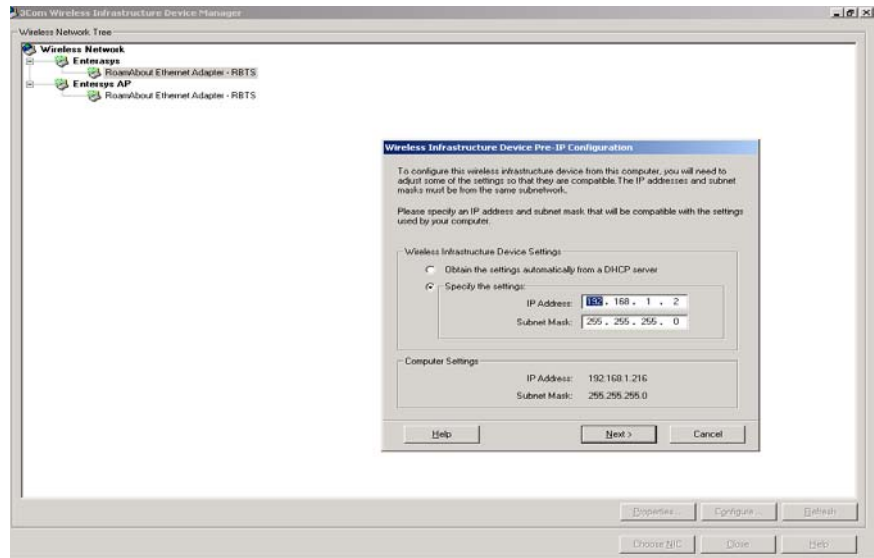 3Com Wireless Infrastructure Device Manager
Wireless Network Tree
Wireless Network
Enterasys
RoamAbout Ethernet Adapter - RBTS
Entersys AP
RoamAbout Ethernet Adapter - RBTS
Wireless Infrastructure Device Pre-IP Configuration
To configure this wireless infrastructure device from this computer, you will need to
adjust some of the settings so that they are compatible.The IP addresses and subnet
masks must be from the same subnetwork.
Please specify an IP address and subnet mask that will be compatible with the settings
used by your computer.
Wireless Infrastructure Device Settings
Obtain the settings automatically from a DHCP server
Specify the settings:
IP Address: 192 . 168 . 1 . 2
Subnet Mask: 255 . 255 . 255 . 0
Computer Settings
IP Address: 192.168.1.216
Subnet Mask: 255.255.255.0
Help Next > Cancel
Properties... Configure... Refresh
Choose NIC Close Help